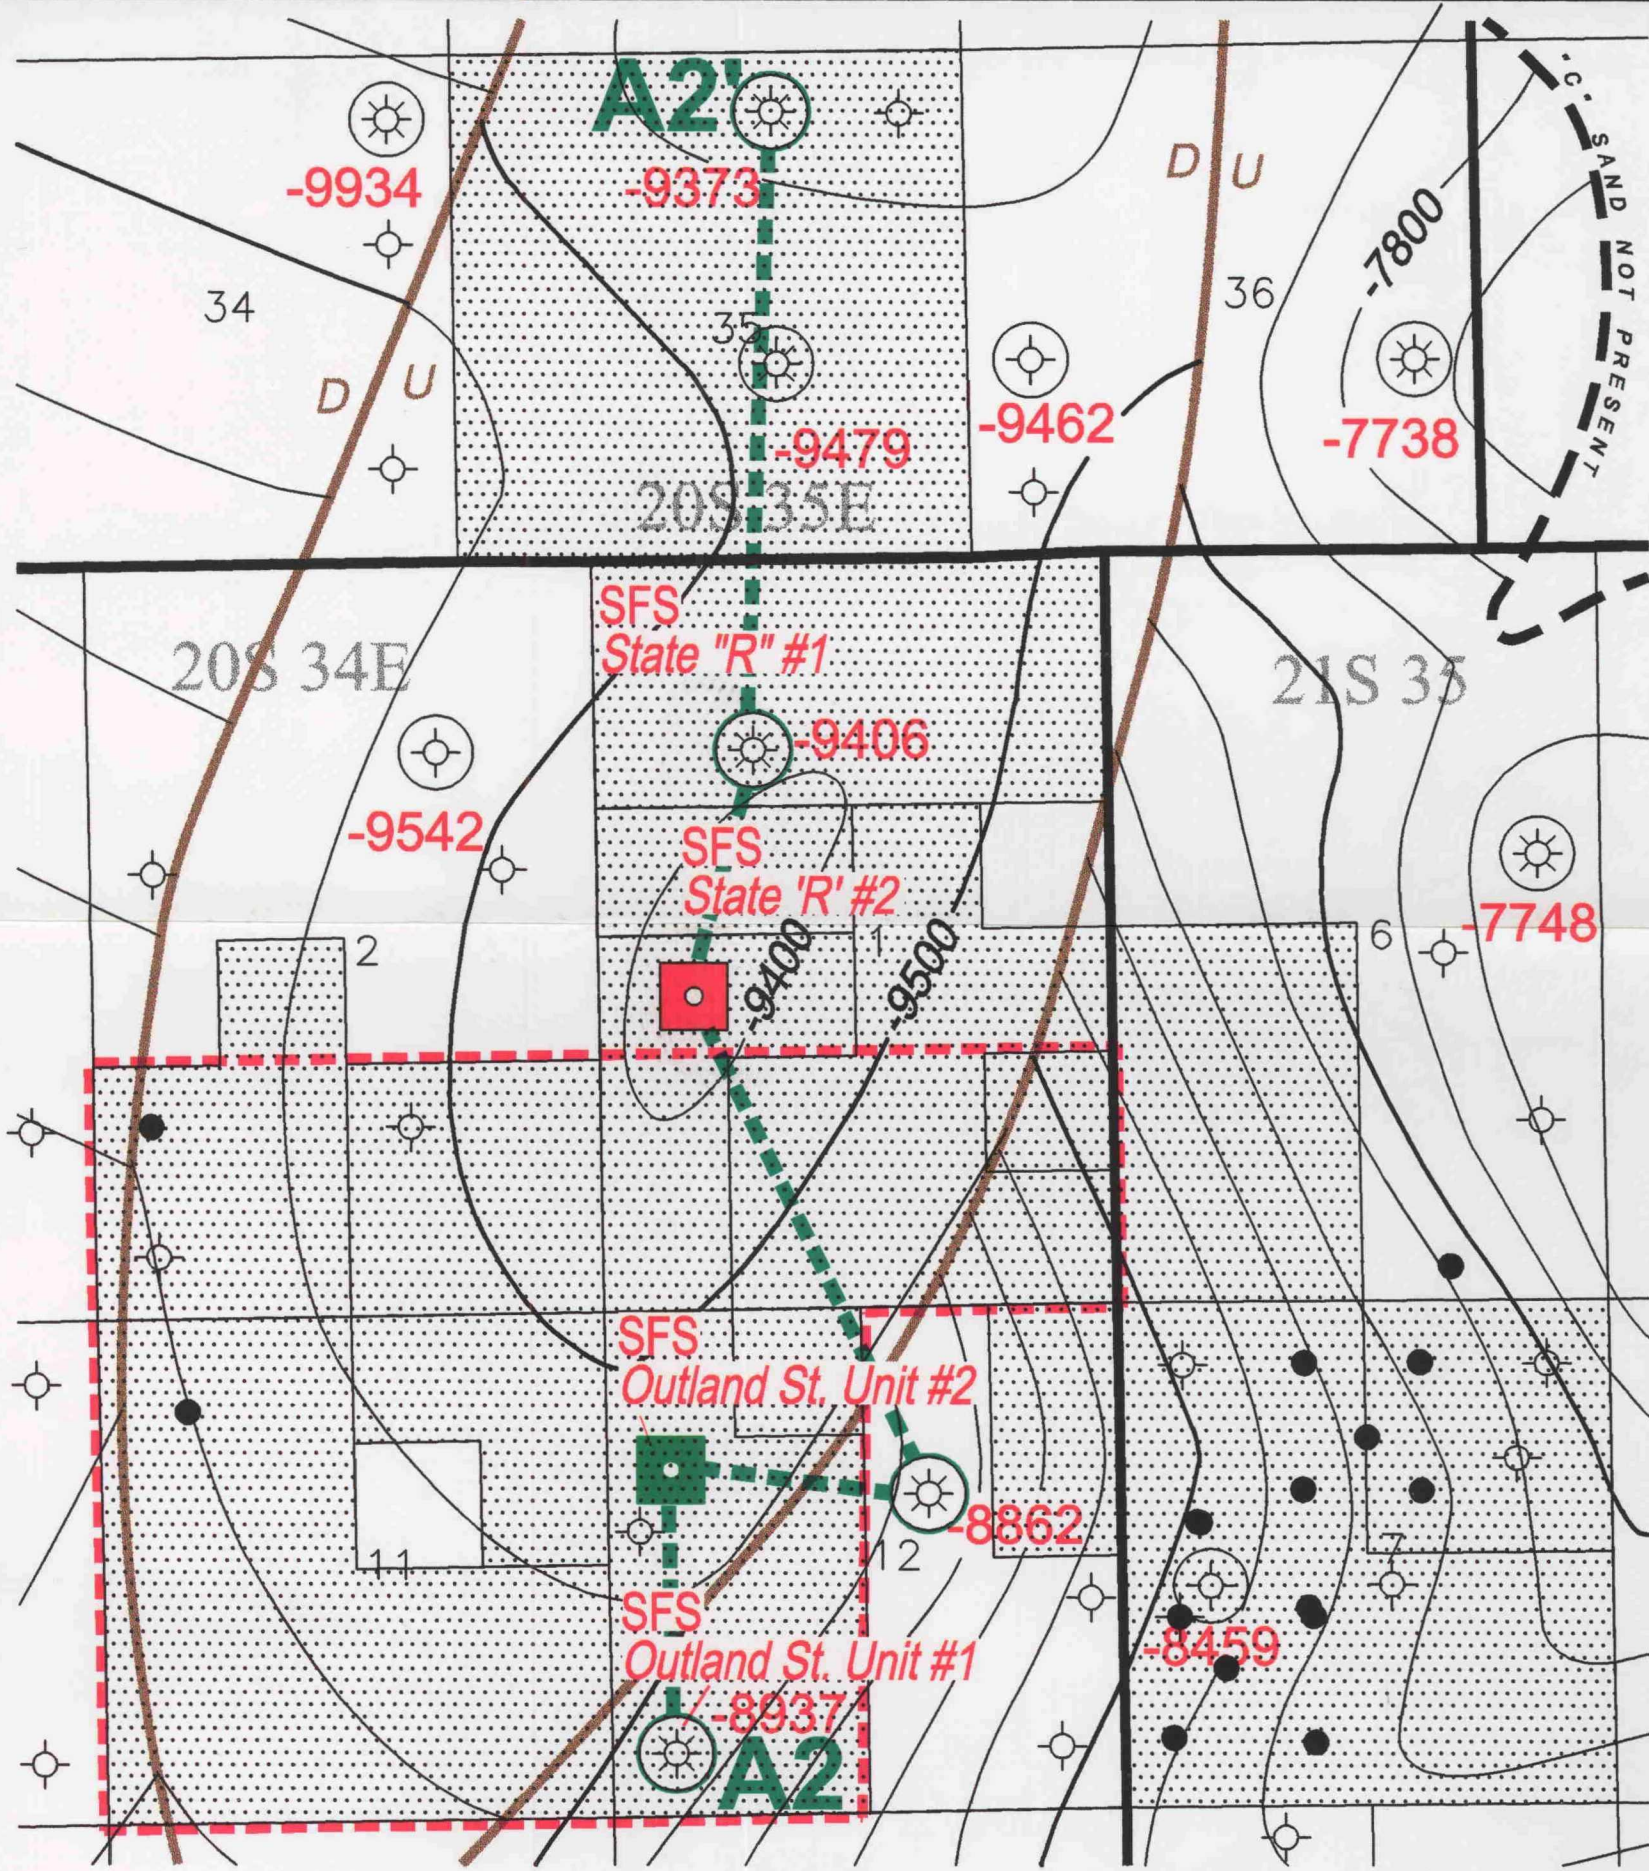 A2'
-9934
-9373
D U
'C' SAND NOT PRESENT
-7800
34
35
36
D U
-9462
-7738
-9479
20S 35E
SFS
State "R" #1
20S 34E
21S 35
-9406
-9542
SFS
State 'R' #2
-7748
2
1
6
-9400
-9500
SFS
Outland St. Unit #2
-8862
11
12
7
SFS
Outland St. Unit #1
-8459
-8937
A2